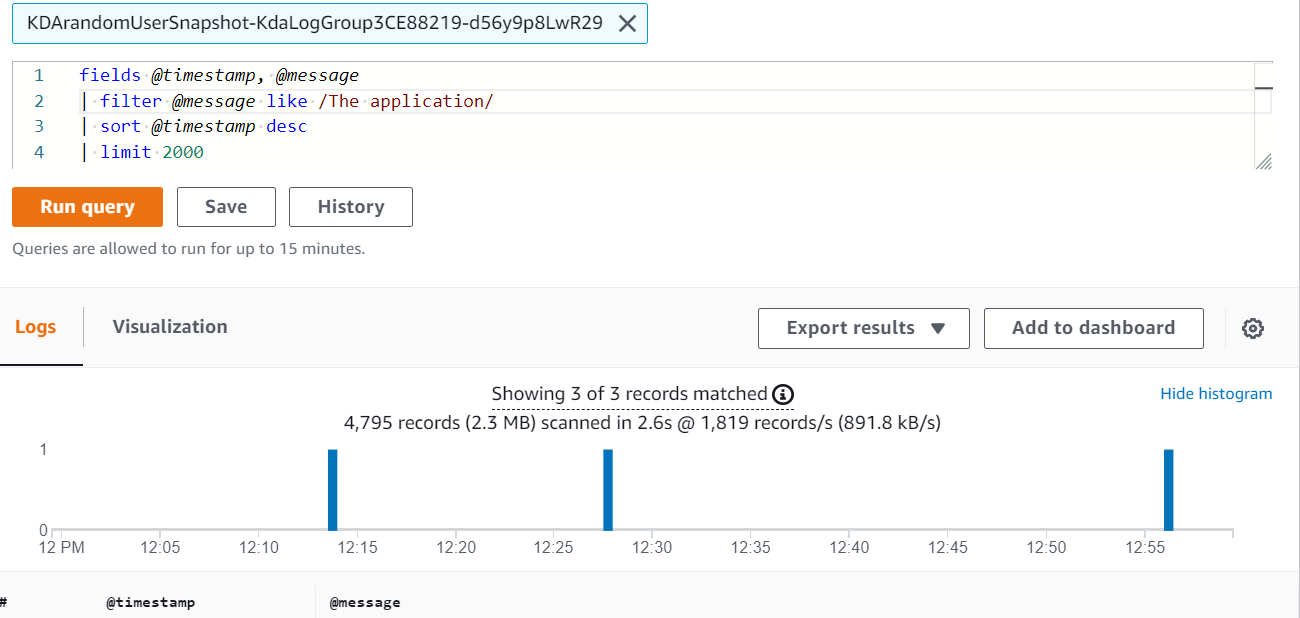 KDArandomUserSnapshot-KdaLogGroup3CE88219-d56y9p8LwR29
1 fields @timestamp, @message
2 | filter @message like /The application/
3 | sort @timestamp desc
4 | limit 2000
Run query Save History
Queries are allowed to run for up to 15 minutes.
Logs Visualization Export results Add to dashboard
Showing 3 of 3 records matched
Hide histogram
4,795 records (2.3 MB) scanned in 2.6s @ 1,819 records/s (891.8 kB/s)
1
0
12 PM 12:05 12:10 12:15 12:20 12:25 12:30 12:35 12:40 12:45 12:50 12:55
# @timestamp @message